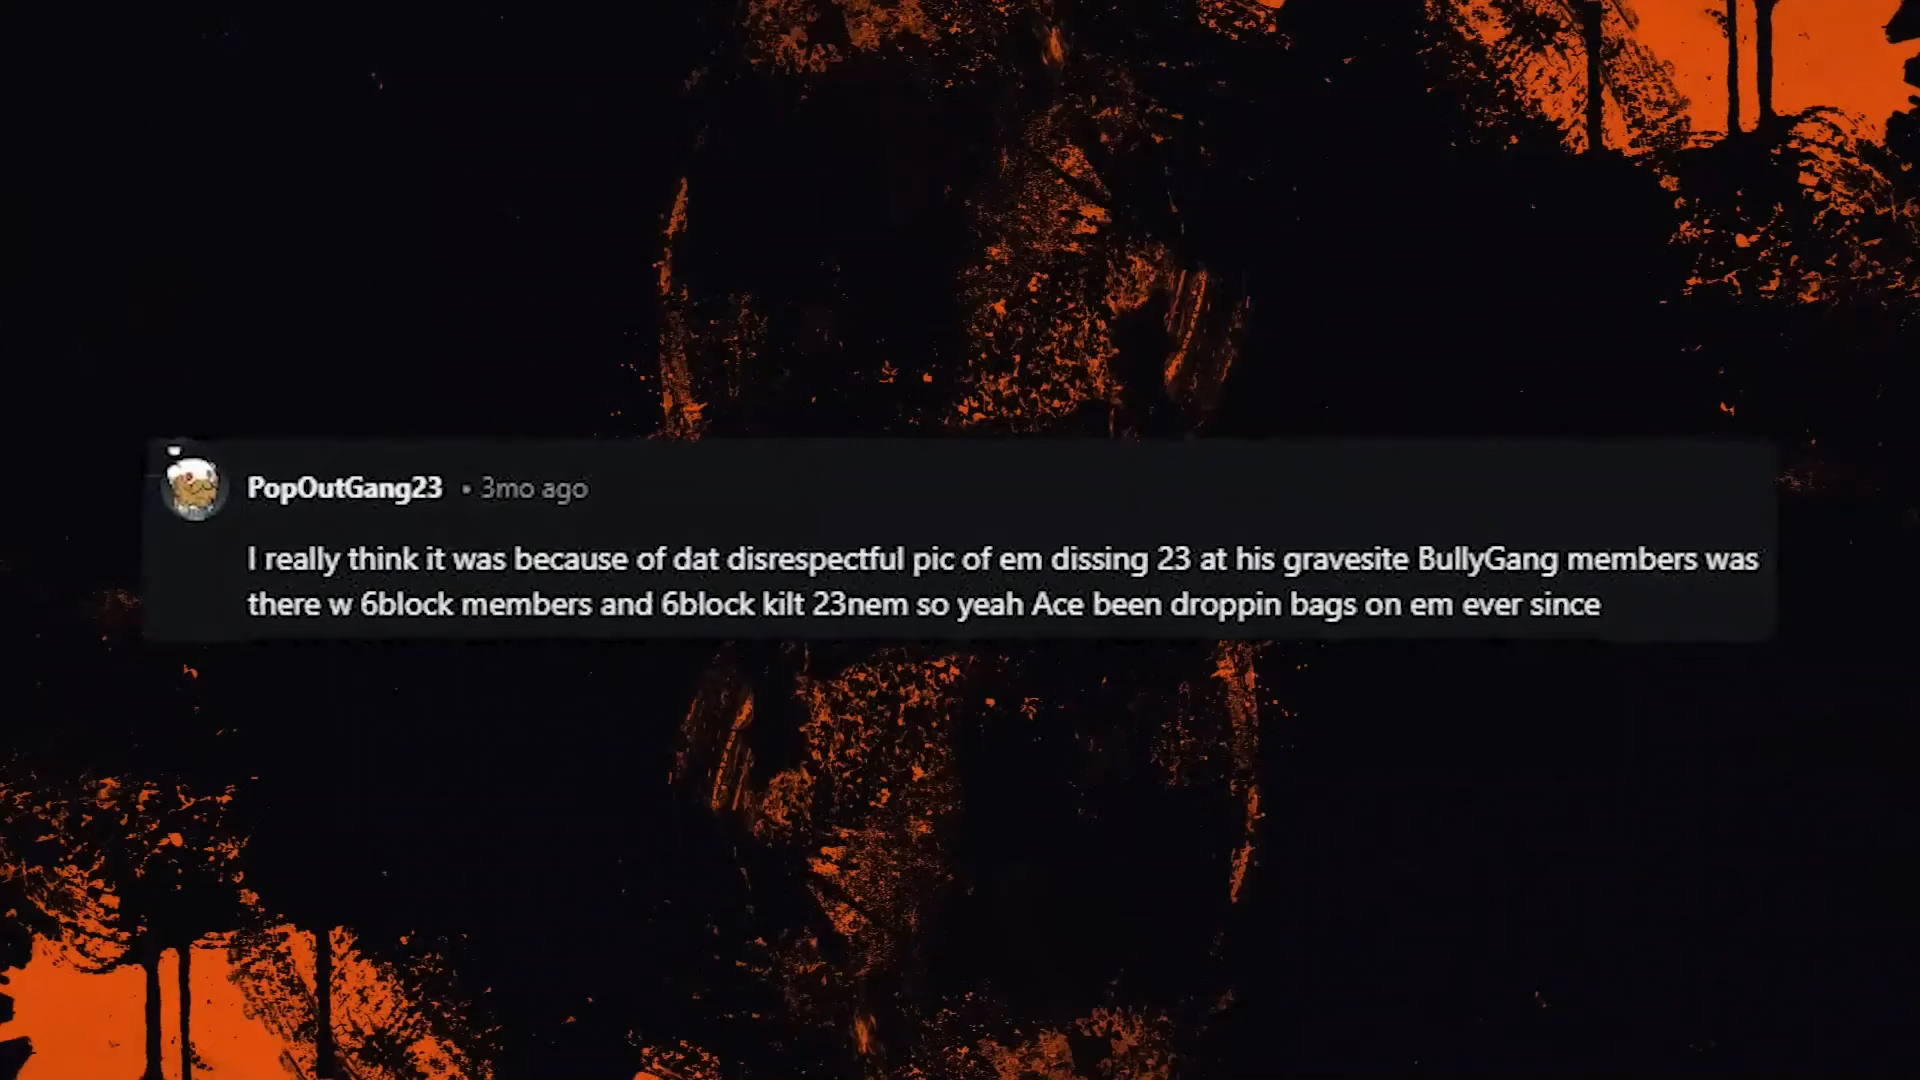 PopOutGang23 • 3mo ago
I really think it was because of dat disrespectful pic of em dissing 23 at his gravesite BullyGang members was
there w 6block members and 6block kilt 23nem so yeah Ace been droppin bags on em ever since